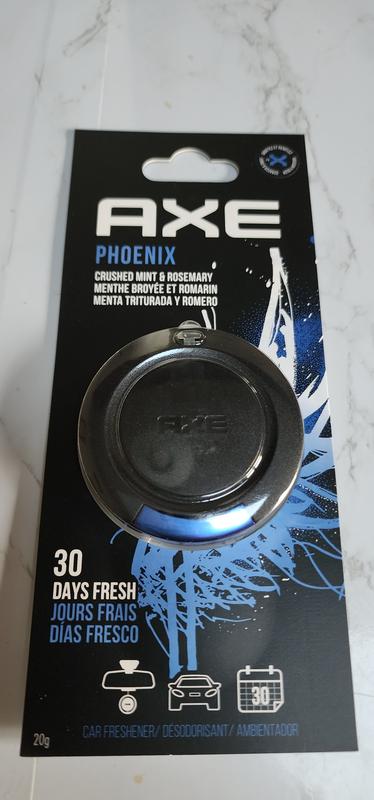 AXE
PHOENIX
CRUSHED MINT & ROSEMARY
MENTHE BROYÉE ET ROMARIN
MENTA TRITURADA Y ROMERO
AXE
30
DAYS FRESH
JOURS FRAIS
DÍAS FRESCO
30
CAR FRESHENER/ DÉSODORISANT/ AMBIENTADOR
20g